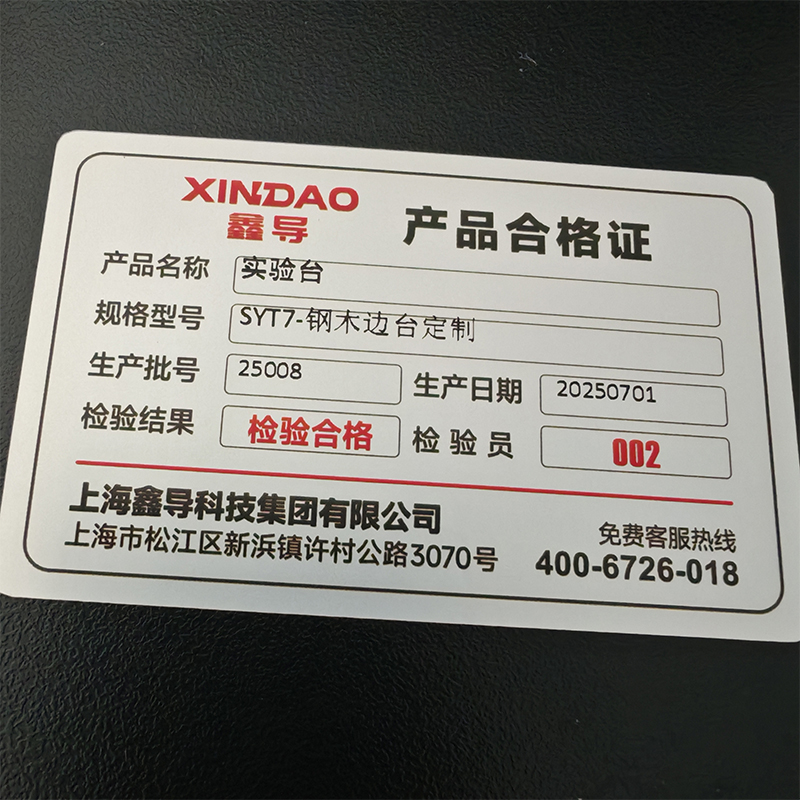 XINDAO
鑫导
产品合格证
产品名称 实验台
规格型号 SYT7-钢木边台定制
生产批号 25008 生产日期 20250701
检验结果 检验合格 检验员 002
上海鑫导科技集团有限公司
上海市松江区新浜镇许村公路3070号
免费客服热线
400-6726-018